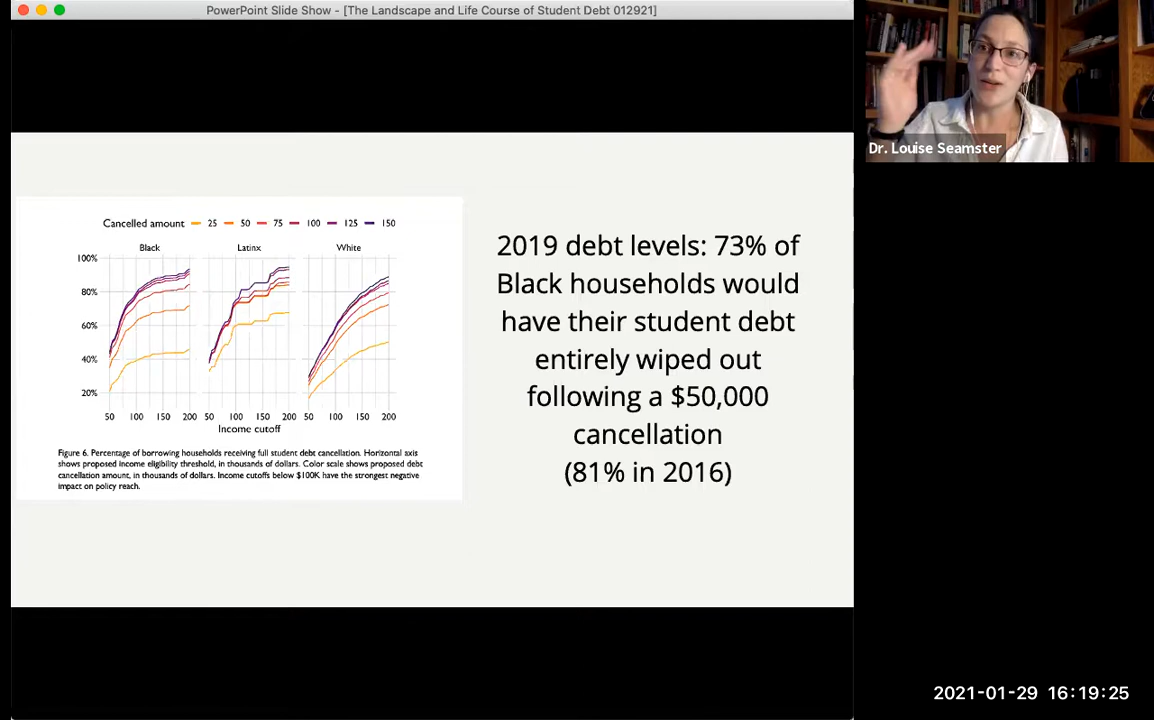 PowerPoint Slide Show - [The Landscape and Life Course of Student Debt 012921]
Dr. Louise Seamster
Cancelled amount 25 50 75 100 125 150
Black Latinx White
100%
80%
60%
40%
20%
50 100 150 200 50 100 150 200 50 100 150 200
Income cutoff
Figure 6. Percentage of borrowing households receiving full student debt cancellation. Horizontal axis
shows proposed income eligibility threshold, in thousands of dollars. Color scale shows proposed debt
cancellation amount, in thousands of dollars. Income cutoffs below $100K have the strongest negative
impact on policy reach.
2019 debt levels: 73% of
Black households would
have their student debt
entirely wiped out
following a $50,000
cancellation
(81% in 2016)
2021-01-29 16:19:25